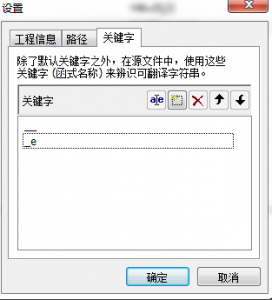 设置
工程信息 路径 关键字
除了默认关键字之外，在源文件中，使用这些
关键字 (函式名称) 来辨识可翻译字符串。
关键字 a|e
__
_e
确定 取消